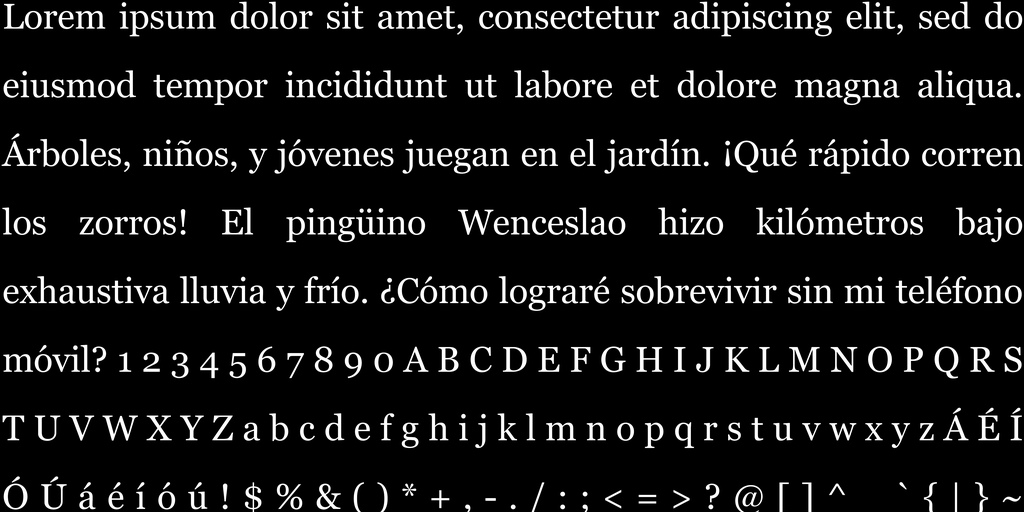 Lorem ipsum dolor sit amet, consectetur adipiscing elit, sed do
eiusmod tempor incididunt ut labore et dolore magna aliqua.
Árboles, niños, y jóvenes juegan en el jardín. ¡Qué rápido corren
los zorros! El pingüino Wenceslao hizo kilómetros bajo
exhaustiva lluvia y frío. ¿Cómo lograré sobrevivir sin mi teléfono
móvil? 1 2 3 4 5 6 7 8 9 0 A B C D E F G H I J K L M N O P Q R S
T U V W X Y Z a b c d e f g h i j k l m n o p q r s t u v w x y z Á É Í
Ó Ú á é í ó ú ! $ % & ( ) * + , - . / : ; < = > ? @ [ ] ^ ` { | } ~